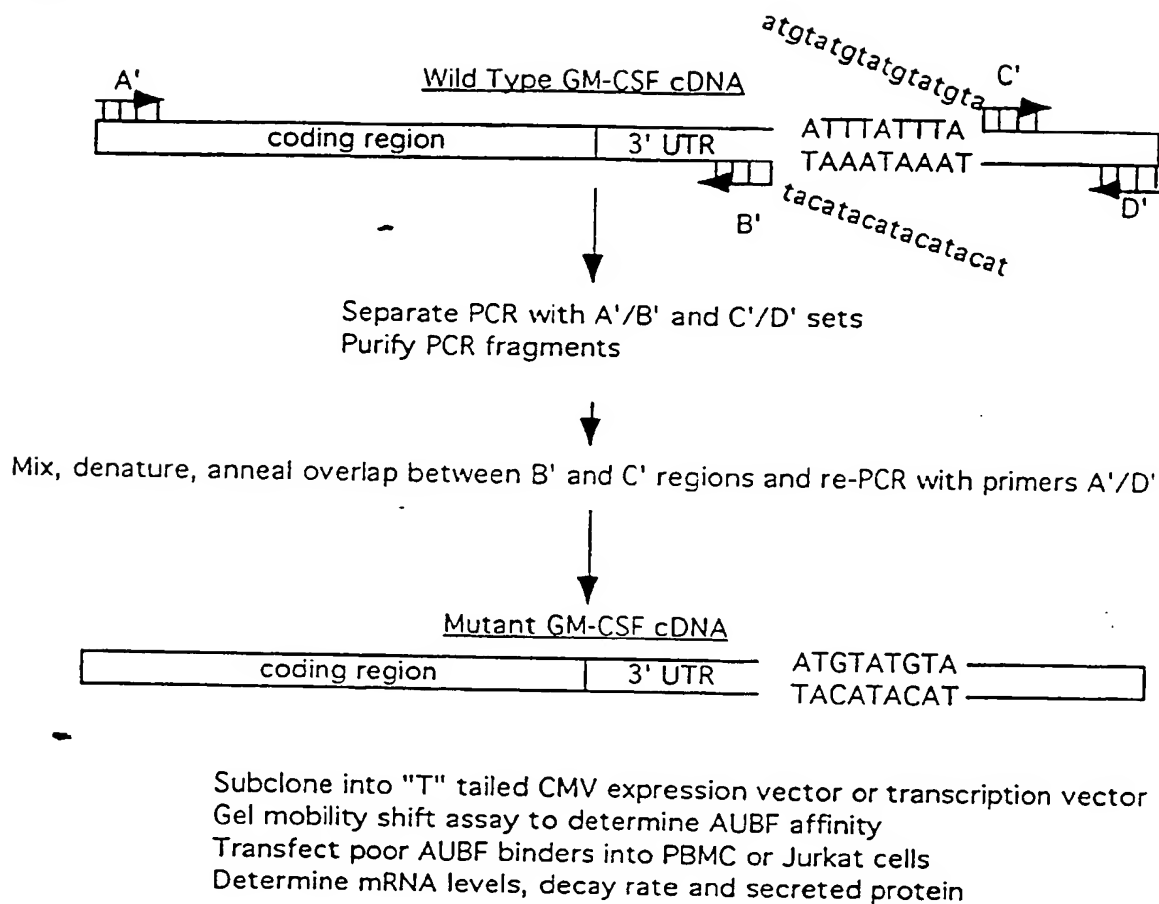 atgtatgtatgtatgta
A'
Wild Type GM-CSF cDNA
C'
coding region
3' UTR
ATTTATTTA
TAAATAAAT
B'
tacatacatacatacat
D'
Separate PCR with A'/B' and C'/D' sets
Purify PCR fragments
Mix, denature, anneal overlap between B' and C' regions and re-PCR with primers A'/D'
Mutant GM-CSF cDNA
coding region
3' UTR
ATGTATGTA
TACATACAT
Subclone into "T" tailed CMV expression vector or transcription vector
Gel mobility shift assay to determine AUBF affinity
Transfect poor AUBF binders into PBMC or Jurkat cells
Determine mRNA levels, decay rate and secreted protein